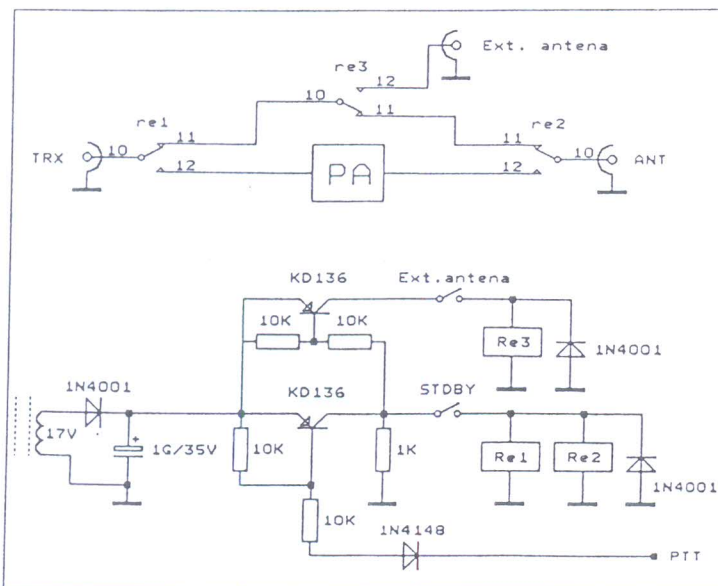 Ext. antena
re3
12
10
11
re1
11
re2
11
TRX
10
12
PA
12
10
ANT
KD136
Ext.antena
10K
10K
Re3
1N4001
1N4001
KD136
STDBY
17V
+
1G/35V
10K
1K
Re1
Re2
1N4001
10K
1N4148
PTT